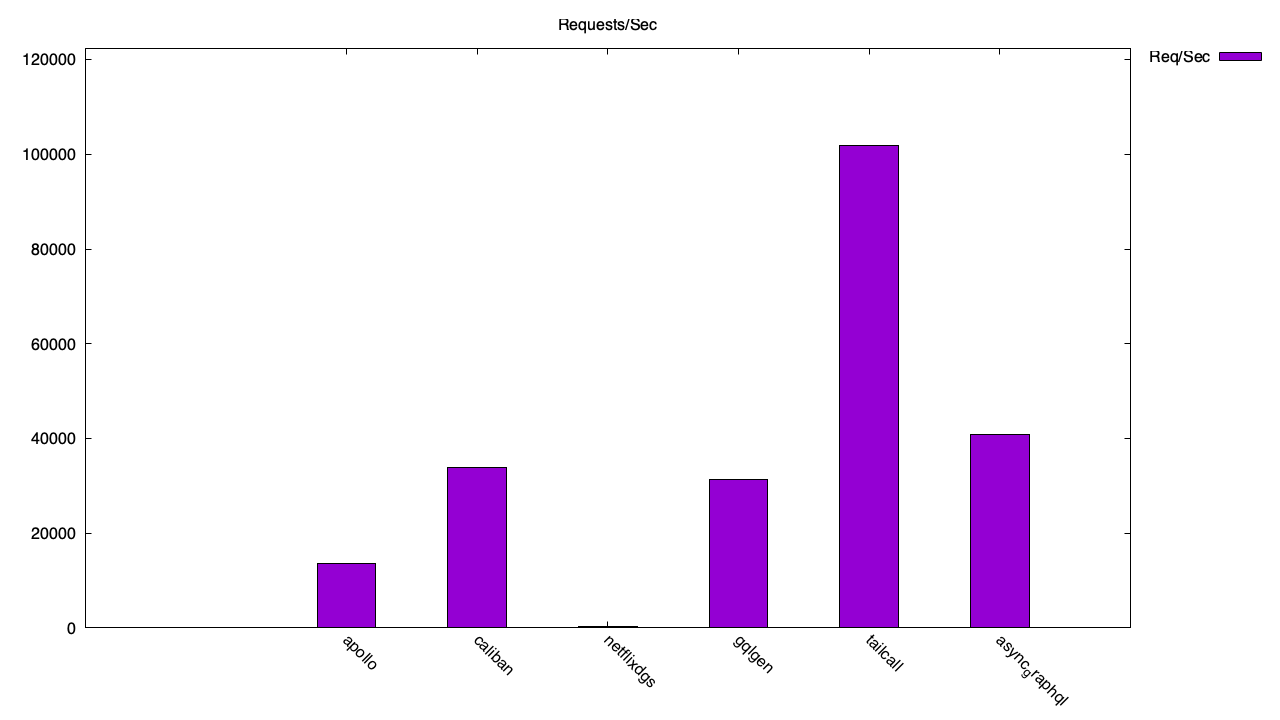 Requests/Sec
Req/Sec
120000
100000
80000
60000
40000
20000
0
apollo
caliban
netflixdgs
gqlgen
tailcall
async_graphql